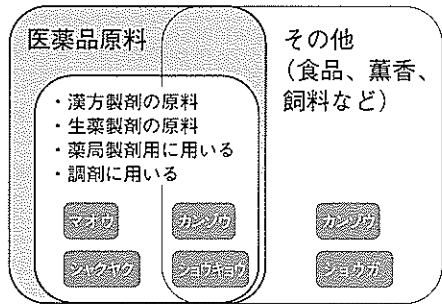 医薬品原料
・漢方製剤の原料
・生薬製剤の原料
・薬局製剤用に用いる
・調剤に用いる
マオウ
カンゾウ
シャクヤク
ショウキョウ
その他
(食品、薫香、
飼料など)
カンゾウ
ショウガ